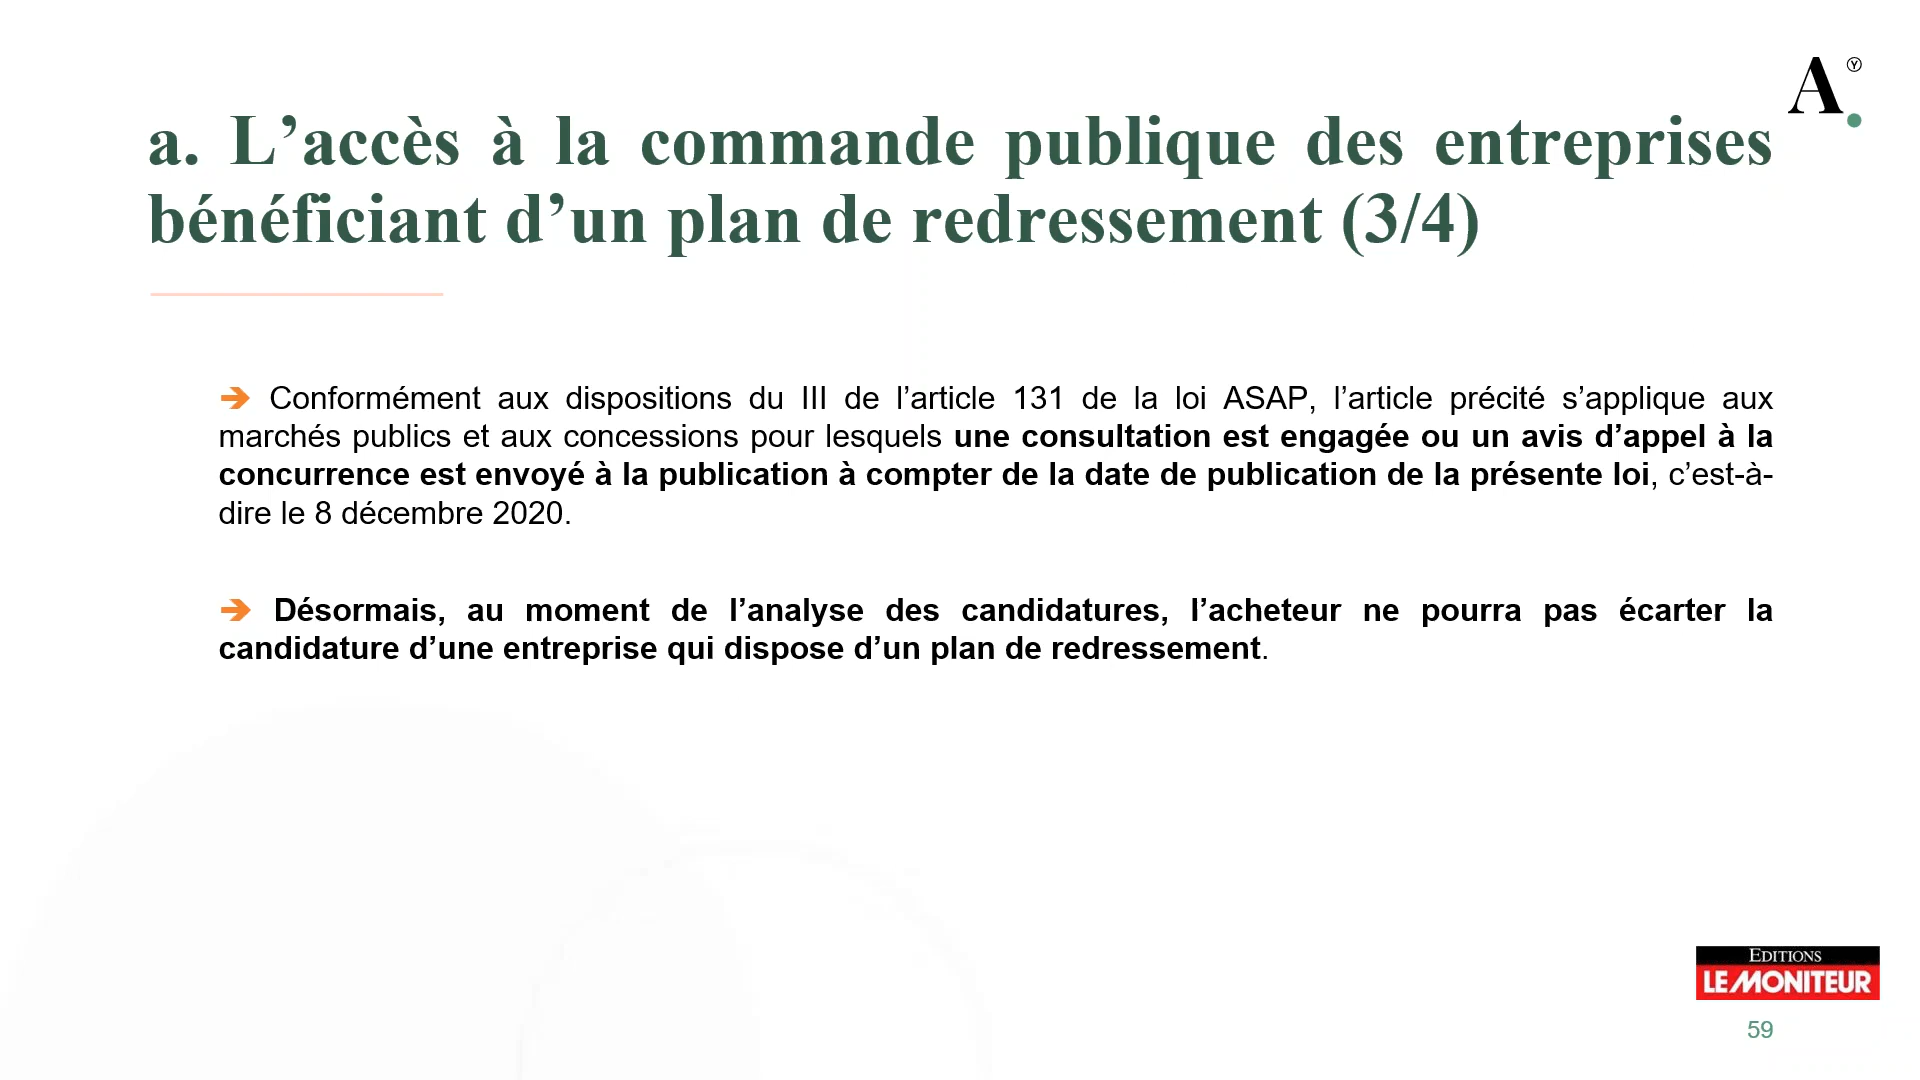 A
Y
a. L’accès à la commande publique des entreprises
bénéficiant d’un plan de redressement (3/4)
➔ Conformément aux dispositions du III de l’article 131 de la loi ASAP, l’article précité s’applique aux
marchés publics et aux concessions pour lesquels une consultation est engagée ou un avis d’appel à la
concurrence est envoyé à la publication à compter de la date de publication de la présente loi, c’est-à-
dire le 8 décembre 2020.
➔ Désormais, au moment de l’analyse des candidatures, l’acheteur ne pourra pas écarter la
candidature d’une entreprise qui dispose d’un plan de redressement.
EDITIONS
LE MONITEUR
59